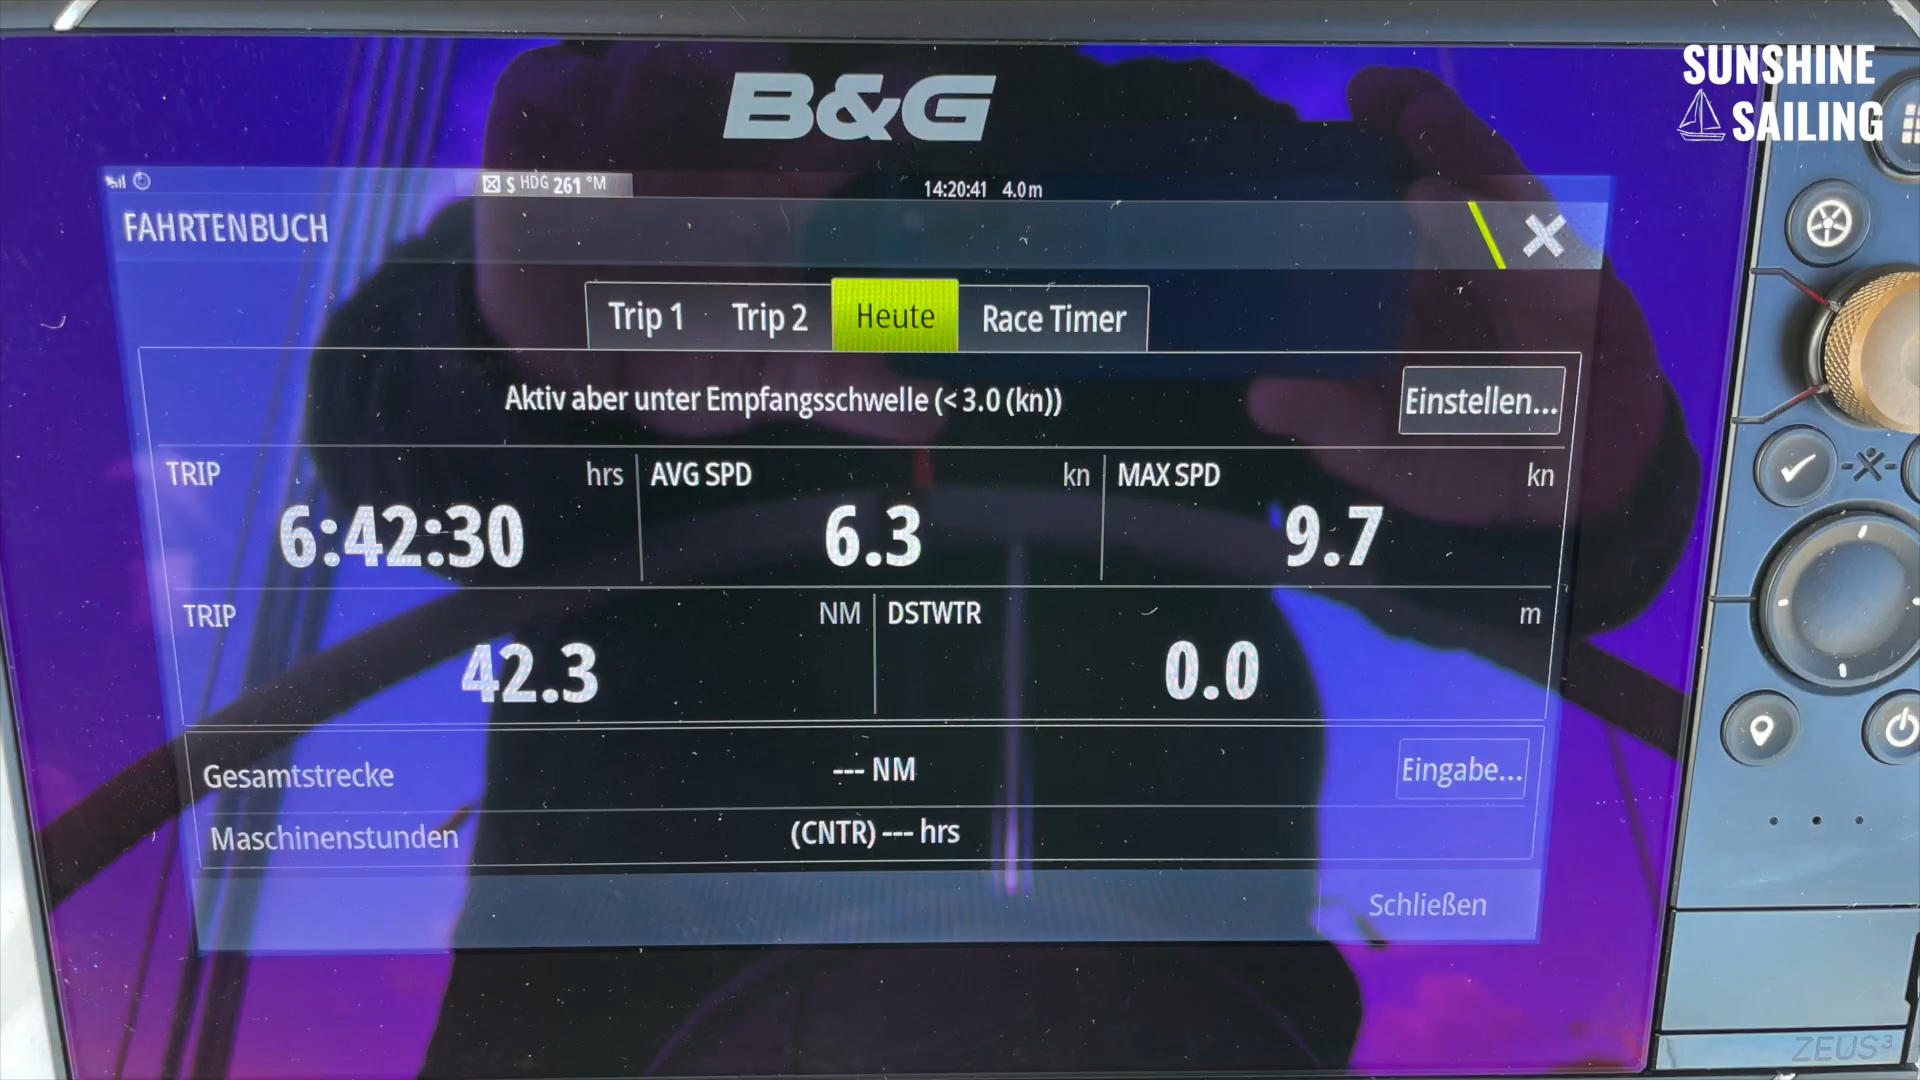 SUNSHINE
SAILING
B&G
$ HDG 261 °M
14:20:41 4.0 m
FAHRTENBUCH
Trip 1 Trip 2 Heute Race Timer
Aktiv aber unter Empfangsschwelle (< 3.0 (kn))
Einstellen...
TRIP hrs AVG SPD kn MAX SPD kn
6:42:30 6.3 9.7
TRIP NM DSTWTR m
42.3 0.0
Gesamtstrecke --- NM Eingabe...
Maschinenstunden (CNTR) --- hrs
Schließen
ZEUS³